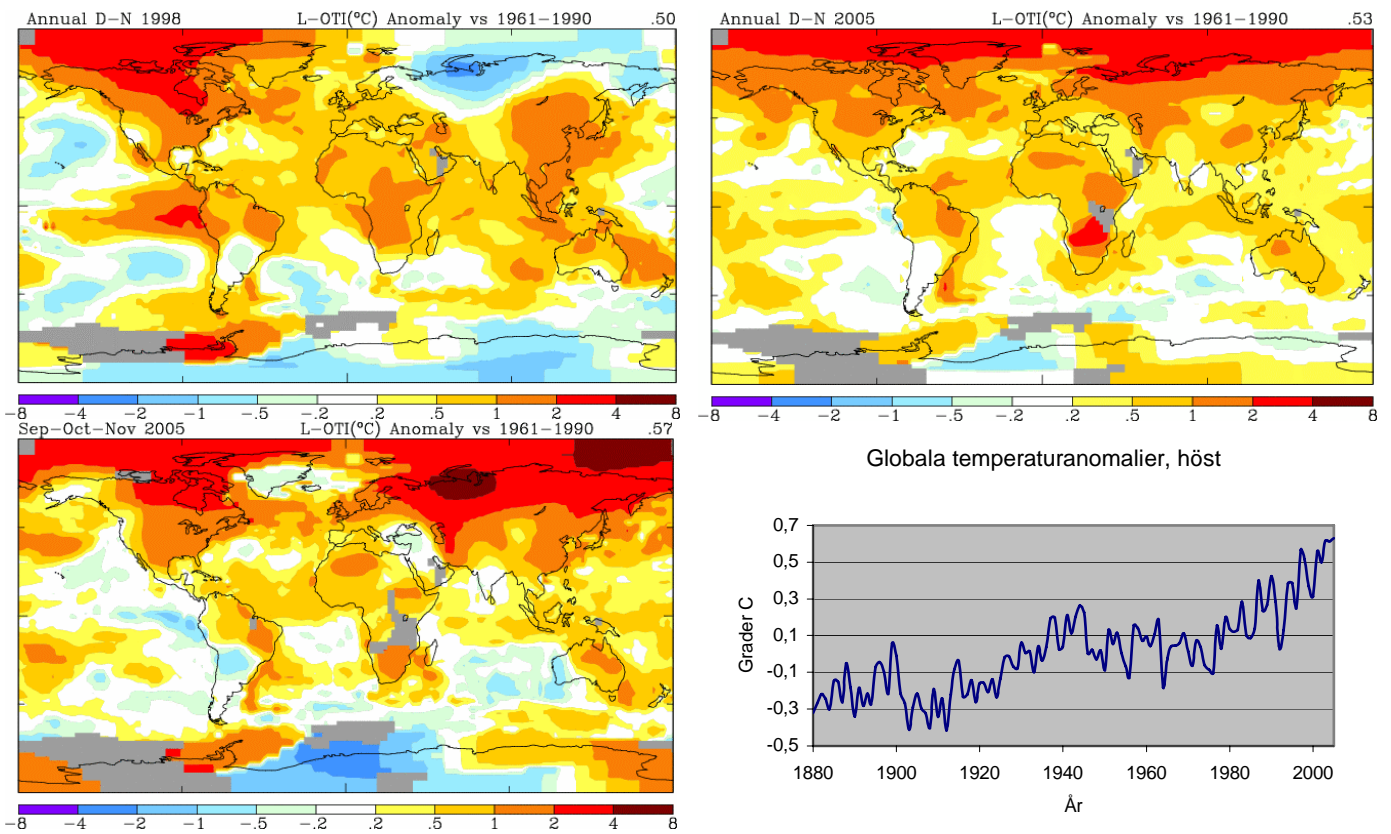 Annual D-N 1998 L-OTI(°C) Anomaly vs 1961-1990 .50
-8 -4 -2 -1 -.5 -.2 .2 .5 1 2 4 8
Annual D-N 2005 L-OTI(°C) Anomaly vs 1961-1990 .53
-8 -4 -2 -1 -.5 -.2 .2 .5 1 2 4 8
Sep-Oct-Nov 2005 L-OTI(°C) Anomaly vs 1961-1990 .57
-8 -4 -2 -1 -.5 -.2 .2 .5 1 2 4 8
Globala temperaturanomalier, höst
Grader C
0,7
0,5
0,3
0,1
-0,1
-0,3
-0,5
1880 1900 1920 1940 1960 1980 2000
År